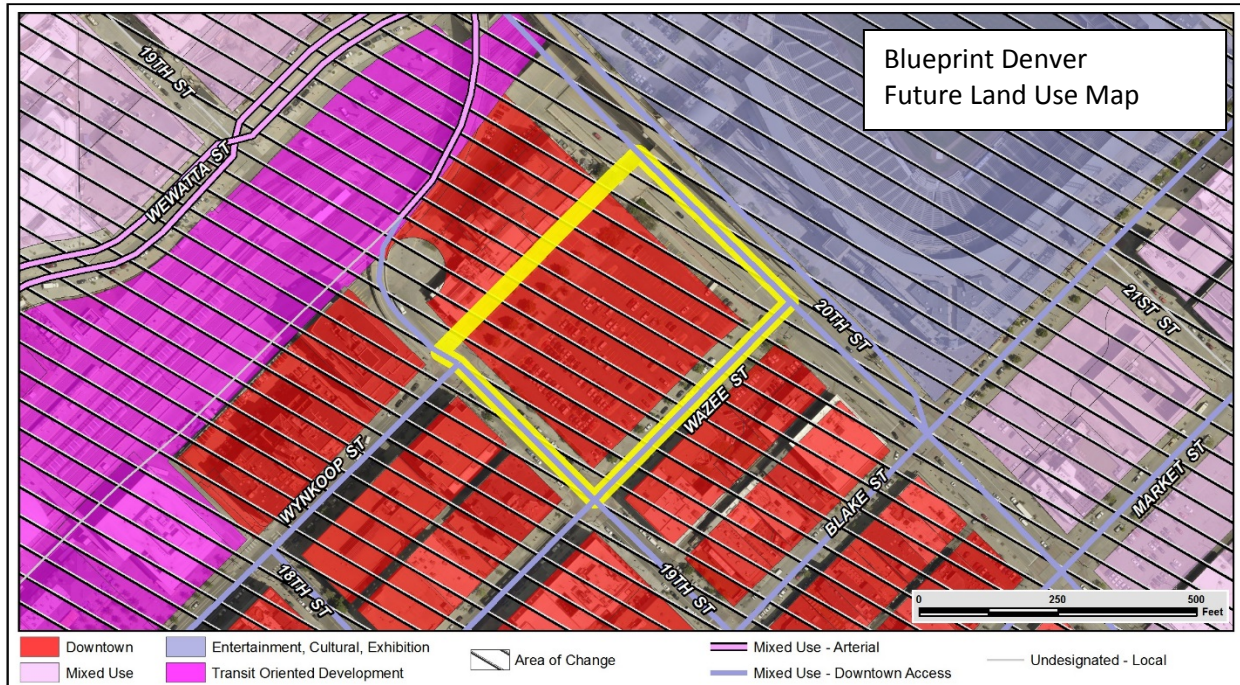 Blueprint Denver
Future Land Use Map
19TH ST
WEWATTA ST
20TH ST
21ST ST
WAZEE ST
WYNKOOP ST
BLAKE ST
MARKET ST
18TH ST
19TH ST
0 250 500
Feet
Downtown
Mixed Use
Entertainment, Cultural, Exhibition
Transit Oriented Development
Area of Change
Mixed Use - Arterial
Mixed Use - Downtown Access
Undesignated - Local